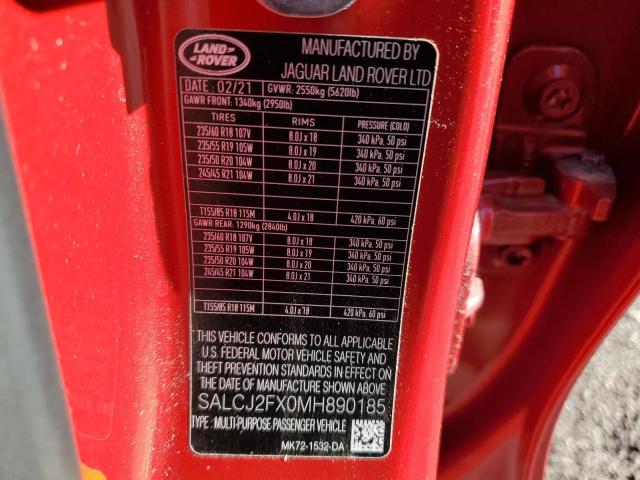 LAND ROVER
MANUFACTURED BY
JAGUAR LAND ROVER LTD
DATE: 02/21 GVWR: 2550kg (5620lb)
GAWR FRONT: 1340kg (2950lb)
TIRES RIMS PRESSURE (COLD)
235/60 R18 107V 8.0J x 18 340 kPa, 50 psi
235/55 R19 105W 8.0J x 19 340 kPa, 50 psi
235/50 R20 104W 8.0J x 20 340 kPa, 50 psi
245/45 R21 104W 8.0J x 21 340 kPa, 50 psi
T155/85 R18 115M 4.0J x 18 420 kPa, 60 psi
GAWR REAR: 1290kg (2840lb)
235/60 R18 107V 8.0J x 18 340 kPa, 50 psi
235/55 R19 105W 8.0J x 19 340 kPa, 50 psi
235/50 R20 104W 8.0J x 20 340 kPa, 50 psi
245/45 R21 104W 8.0J x 21 340 kPa, 50 psi
T155/85 R18 115M 4.0J x 18 420 kPa, 60 psi
THIS VEHICLE CONFORMS TO ALL APPLICABLE
U.S. FEDERAL MOTOR VEHICLE SAFETY AND
THEFT PREVENTION STANDARDS IN EFFECT
ON THE DATE OF MANUFACTURE SHOWN ABOVE
SALCJ2FX0MH890185
TYPE: MULTI-PURPOSE PASSENGER VEHICLE
MK72-1532-DA